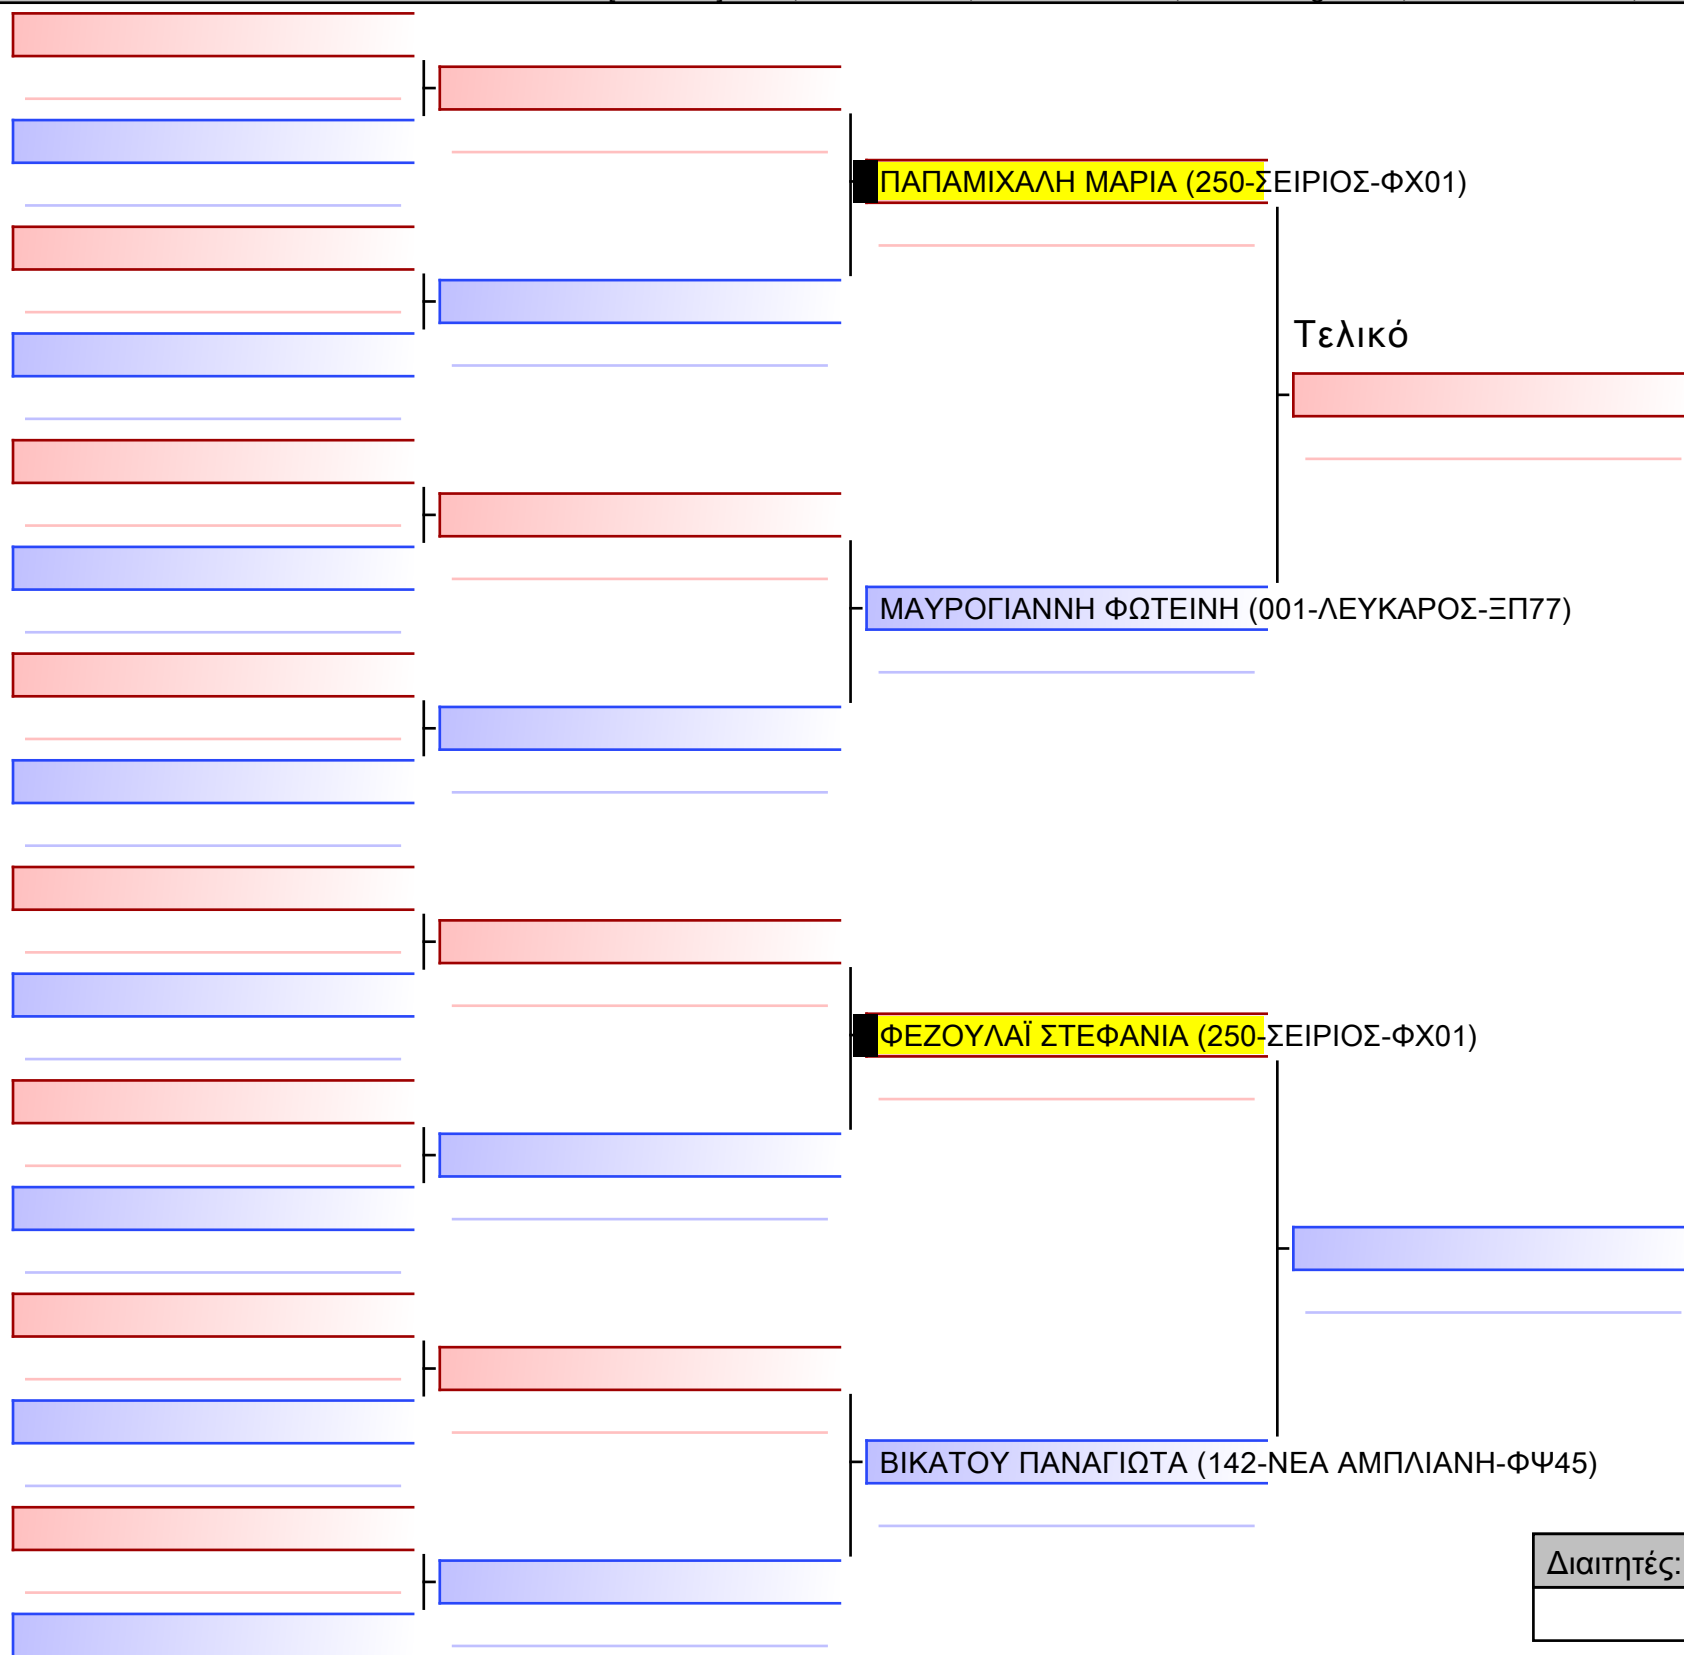 ΠΑΠΑΜΙΧΑΛΗ ΜΑΡΙΑ (250-ΣΕΙΡΙΟΣ-ΦΧ01)
Τελικό
ΜΑΥΡΟΓΙΑΝΝΗ ΦΩΤΕΙΝΗ (001-ΛΕΥΚΑΡΟΣ-ΞΠ77)
ΦΕΖΟΥΛΑΪ ΣΤΕΦΑΝΙΑ (250-ΣΕΙΡΙΟΣ-ΦΧ01)
ΒΙΚΑΤΟΥ ΠΑΝΑΓΙΩΤΑ (142-ΝΕΑ ΑΜΠΛΙΑΝΗ-ΦΨ45)
Διαιτητές: